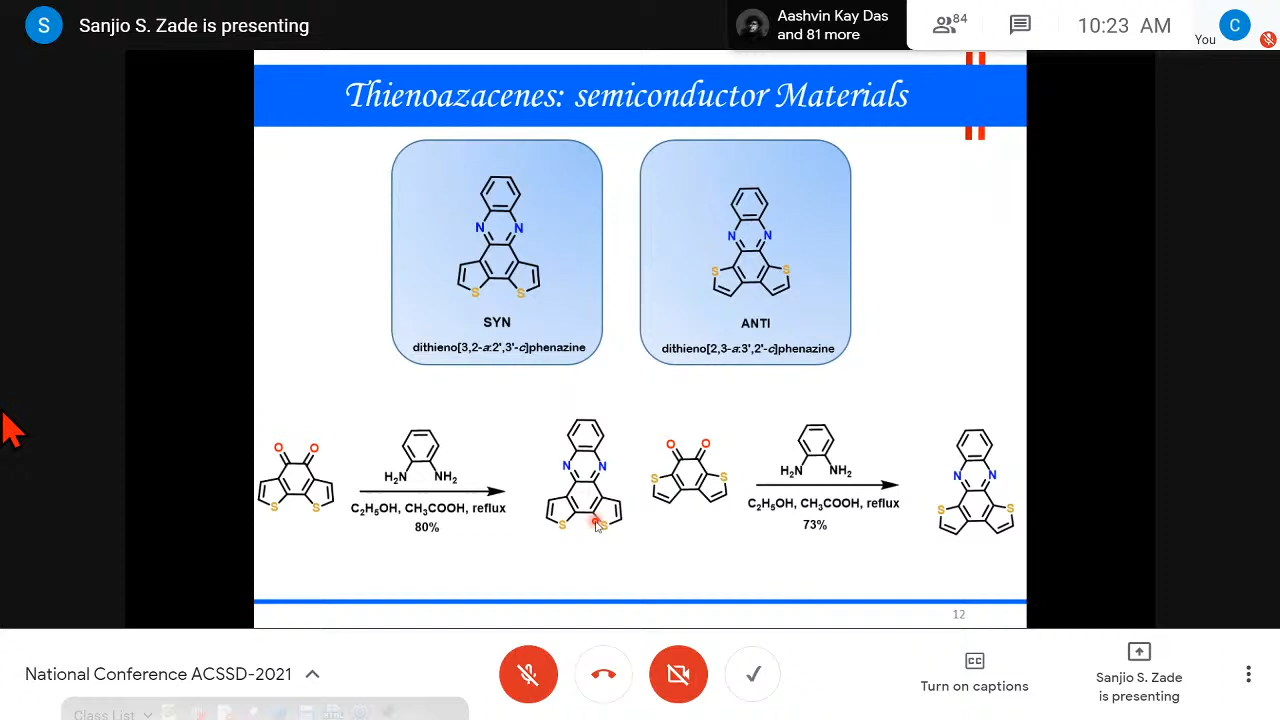 S
Sanjio S. Zade is presenting
Aashvin Kay Das
and 81 more
84
10:23 AM
You
C
Thienoazacenes: semiconductor Materials
N N
S S
SYN
dithieno[3,2-a:2',3'-c]phenazine
N N
S S
ANTI
dithieno[2,3-a:3',2'-c]phenazine
O O
S S
H₂N NH₂
C₂H₅OH, CH₃COOH, reflux
80%
N N
S S
O O
S S
H₂N NH₂
C₂H₅OH, CH₃COOH, reflux
73%
N N
S S
12
National Conference ACSSD-2021
Turn on captions
Sanjio S. Zade
is presenting
Class List